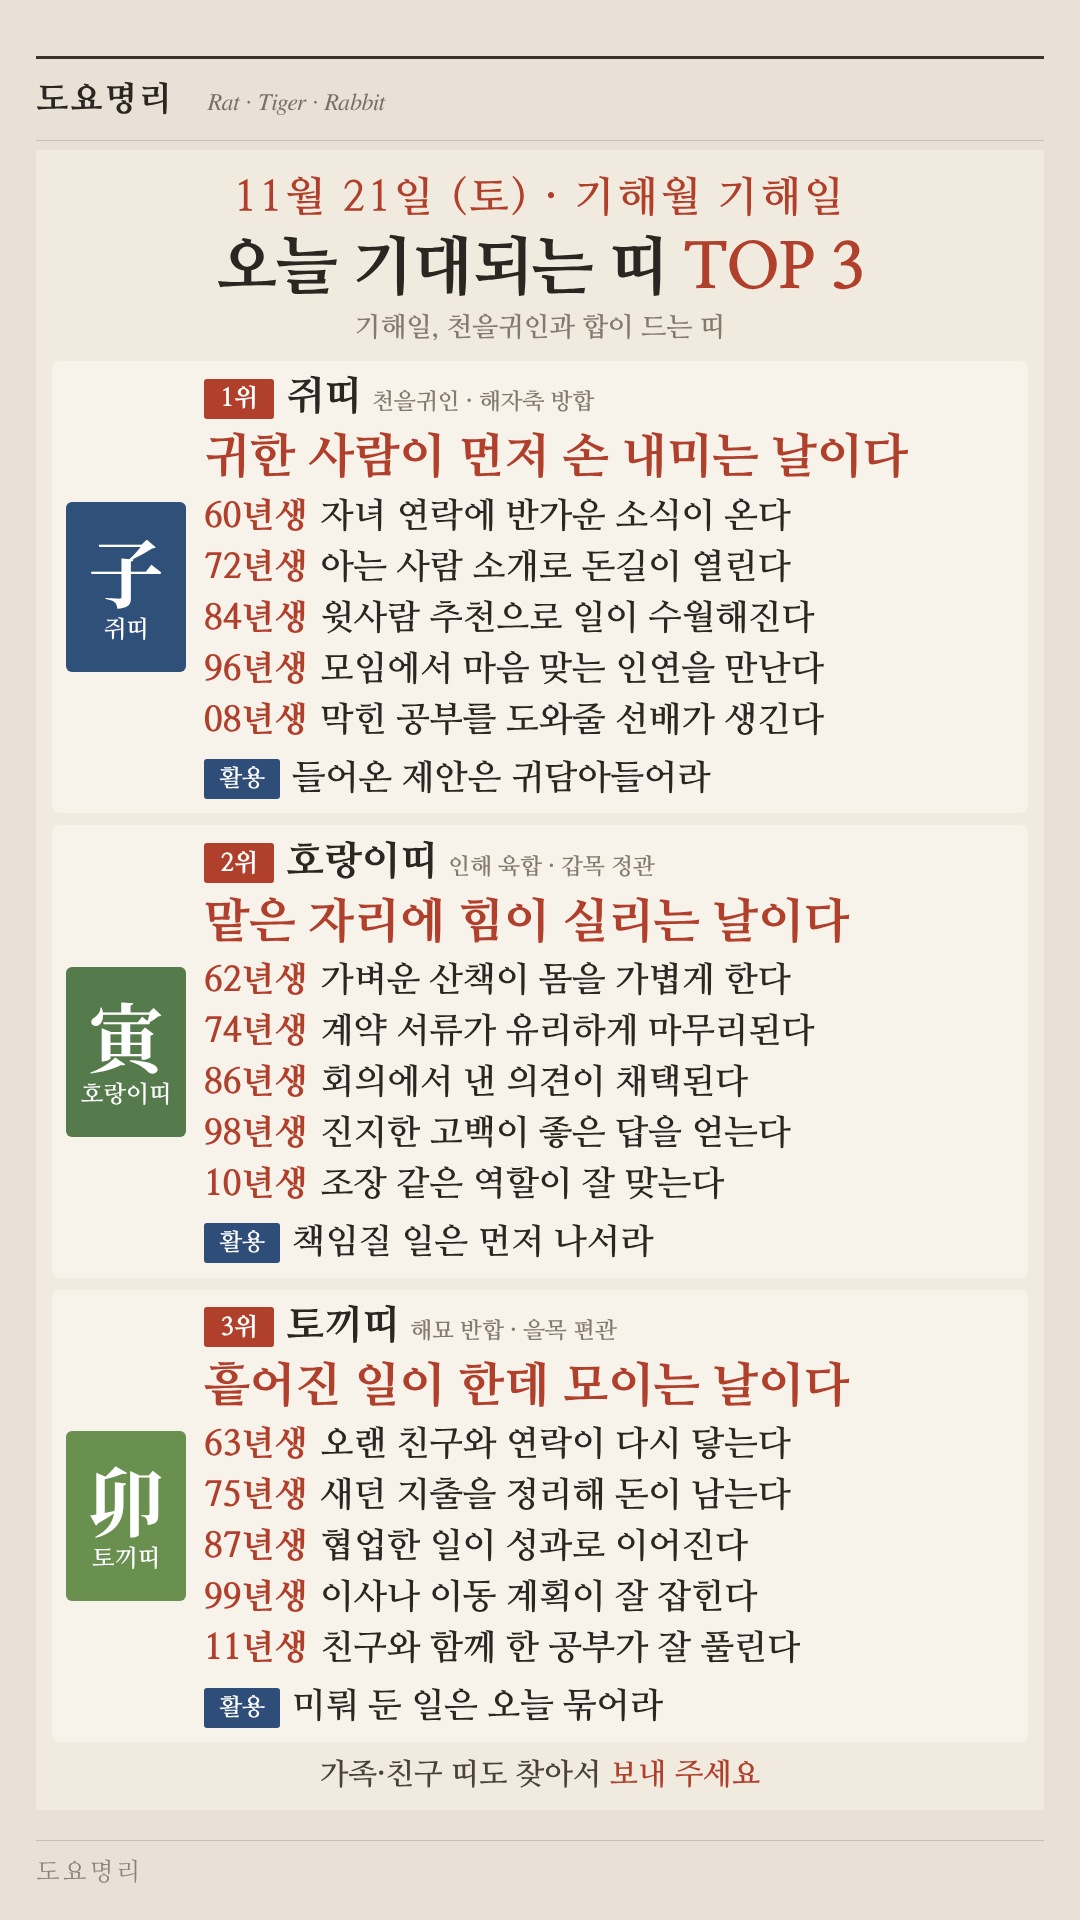 도요명리 Rat · Tiger · Rabbit
11월 21일 (토) · 기해월 기해일
오늘 기대되는 띠 TOP 3
기해일, 천을귀인과 합이 드는 띠
1위 쥐띠 천을귀인 · 해자축 방합
귀한 사람이 먼저 손 내미는 날이다
子
쥐띠
60년생 자녀 연락에 반가운 소식이 온다
72년생 아는 사람 소개로 돈길이 열린다
84년생 윗사람 추천으로 일이 수월해진다
96년생 모임에서 마음 맞는 인연을 만난다
08년생 막힌 공부를 도와줄 선배가 생긴다
활용 들어온 제안은 귀담아들어라
2위 호랑이띠 인해 육합 · 갑목 정관
맡은 자리에 힘이 실리는 날이다
寅
호랑이띠
62년생 가벼운 산책이 몸을 가볍게 한다
74년생 계약 서류가 유리하게 마무리된다
86년생 회의에서 낸 의견이 채택된다
98년생 진지한 고백이 좋은 답을 얻는다
10년생 조장 같은 역할이 잘 맞는다
활용 책임질 일은 먼저 나서라
3위 토끼띠 해묘 반합 · 을목 편관
흩어진 일이 한데 모이는 날이다
卯
토끼띠
63년생 오랜 친구와 연락이 다시 닿는다
75년생 새던 지출을 정리해 돈이 남는다
87년생 협업한 일이 성과로 이어진다
99년생 이사나 이동 계획이 잘 잡힌다
11년생 친구와 함께 한 공부가 잘 풀린다
활용 미뤄 둔 일은 오늘 묶어라
가족·친구 띠도 찾아서 보내 주세요
도요명리